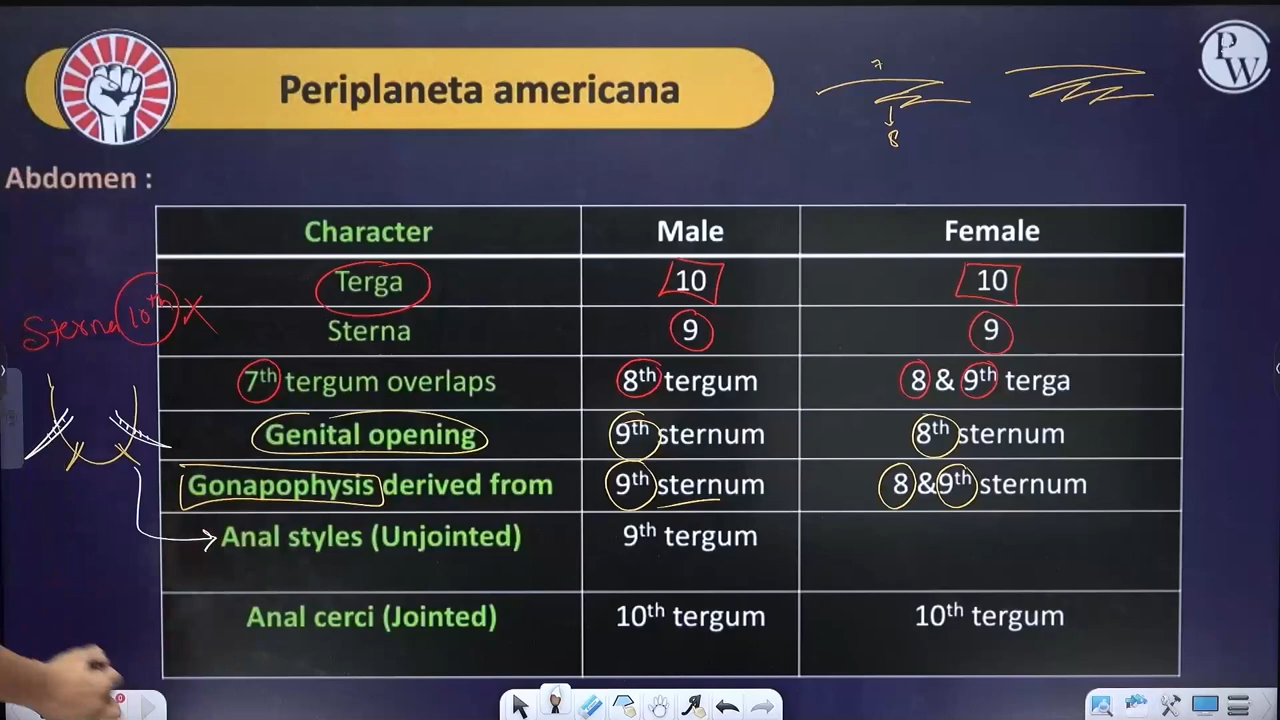 Periplaneta americana
7
8
P
W
Abdomen :
Character Male Female
Terga 10 10
Sterna 10th X
Sterna 9 9
7th tergum overlaps 8th tergum 8 & 9th terga
Genital opening 9th sternum 8th sternum
Gonapophysis derived from 9th sternum 8 &9th sternum
Anal styles (Unjointed) 9th tergum
Anal cerci (Jointed) 10th tergum 10th tergum